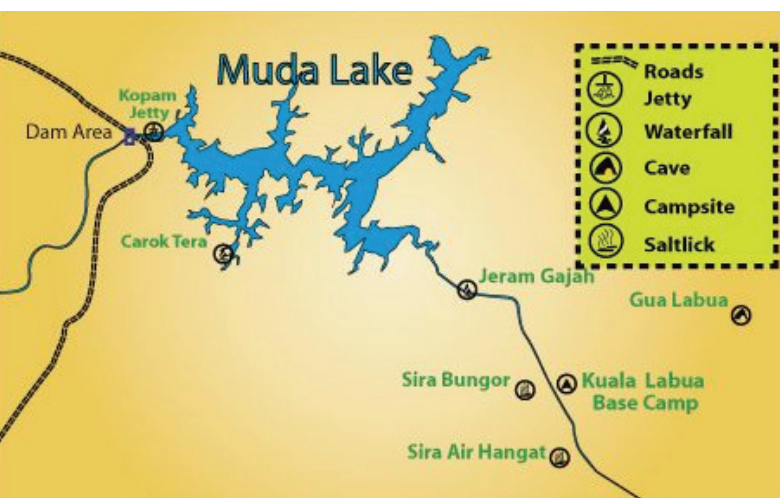 Muda Lake
Kopam
Jetty
Dam Area
Carok Tera
Jeram Gajah
Gua Labua
Sira Bungor
Kuala Labua
Base Camp
Sira Air Hangat
Roads
Jetty
Waterfall
Cave
Campsite
Saltlick